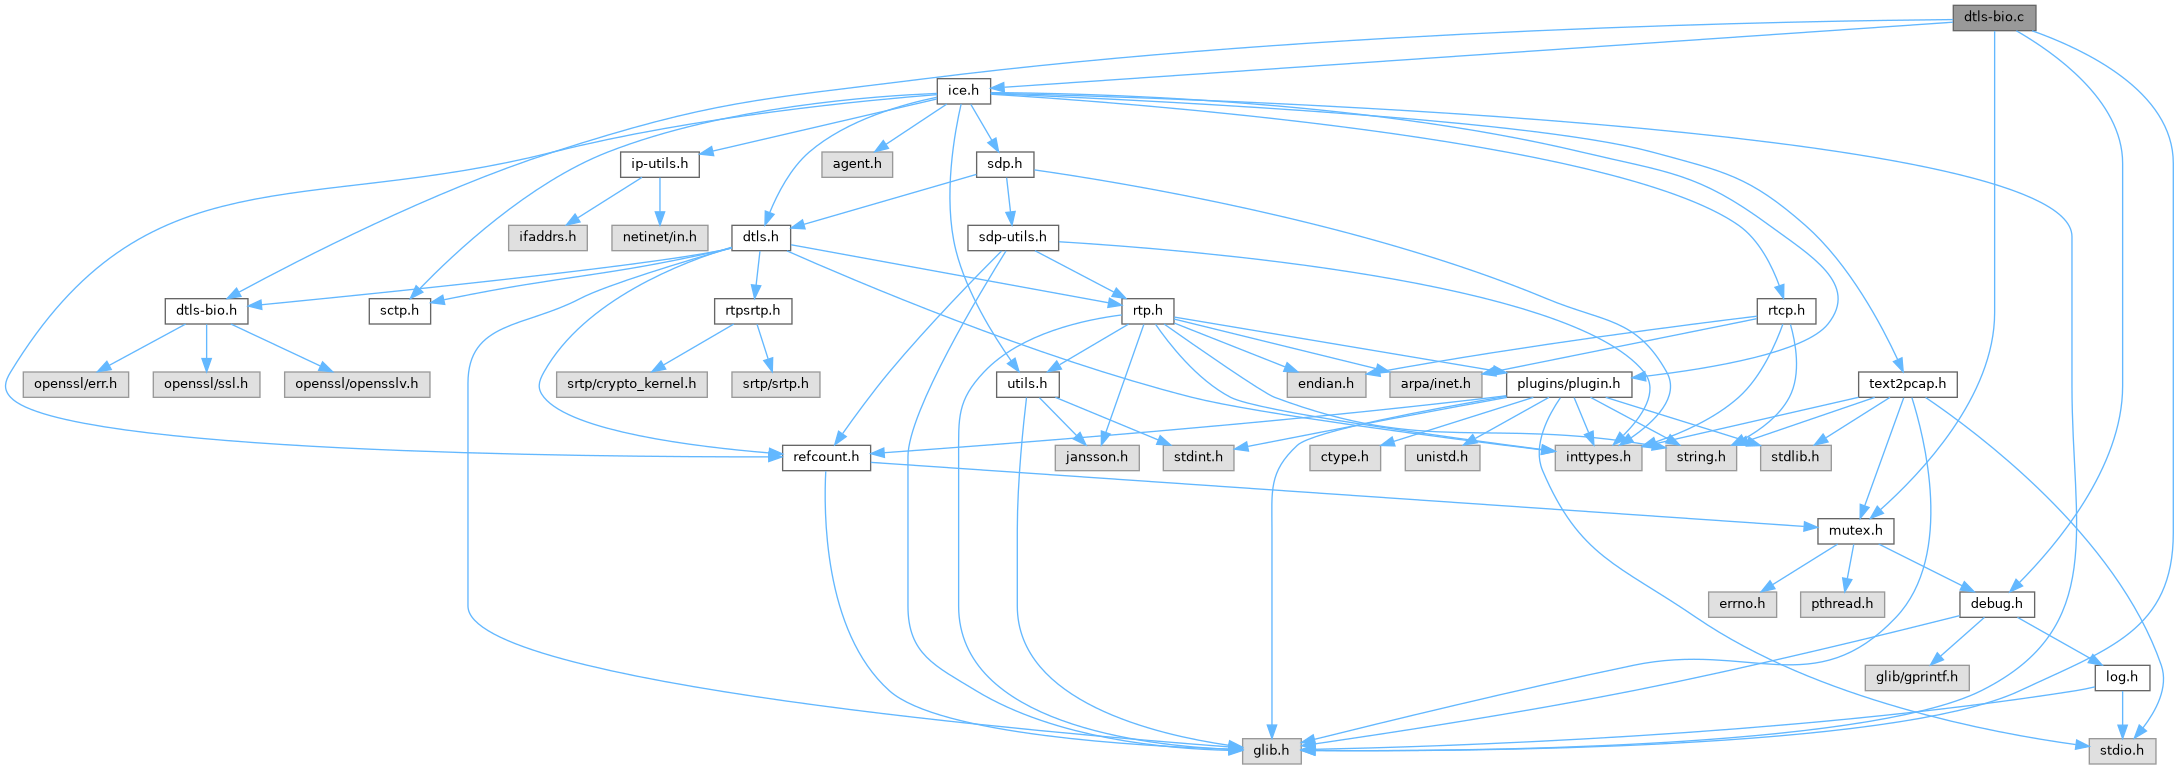 dtls-bio.c
ice.h
ip-utils.h
agent.h
sdp.h
ifaddrs.h
netinet/in.h
dtls.h
sdp-utils.h
dtls-bio.h
sctp.h
rtpsrtp.h
rtp.h
rtcp.h
openssl/err.h
openssl/ssl.h
openssl/opensslv.h
srtp/crypto_kernel.h
srtp/srtp.h
utils.h
endian.h
arpa/inet.h
plugins/plugin.h
text2pcap.h
refcount.h
jansson.h
stdint.h
ctype.h
unistd.h
inttypes.h
string.h
stdlib.h
mutex.h
errno.h
pthread.h
debug.h
glib/gprintf.h
log.h
glib.h
stdio.h